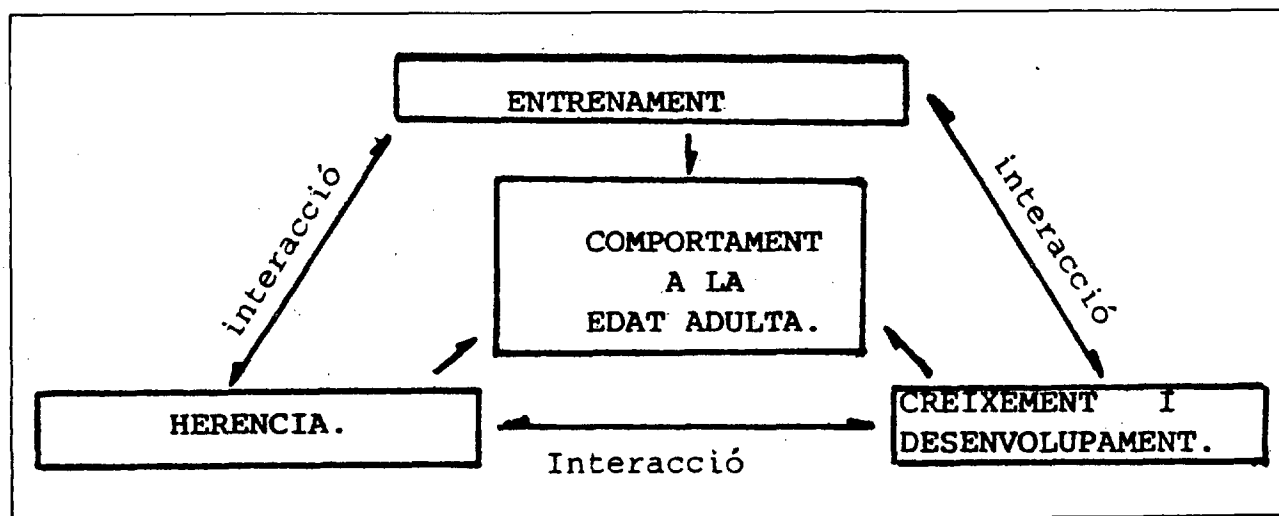 ENTRENAMENT
interacció
interacció
COMPORTAMENT
A LA
EDAT ADULTA.
HERENCIA.
CREIXEMENT I
DESENVOLUPAMENT.
Interacció